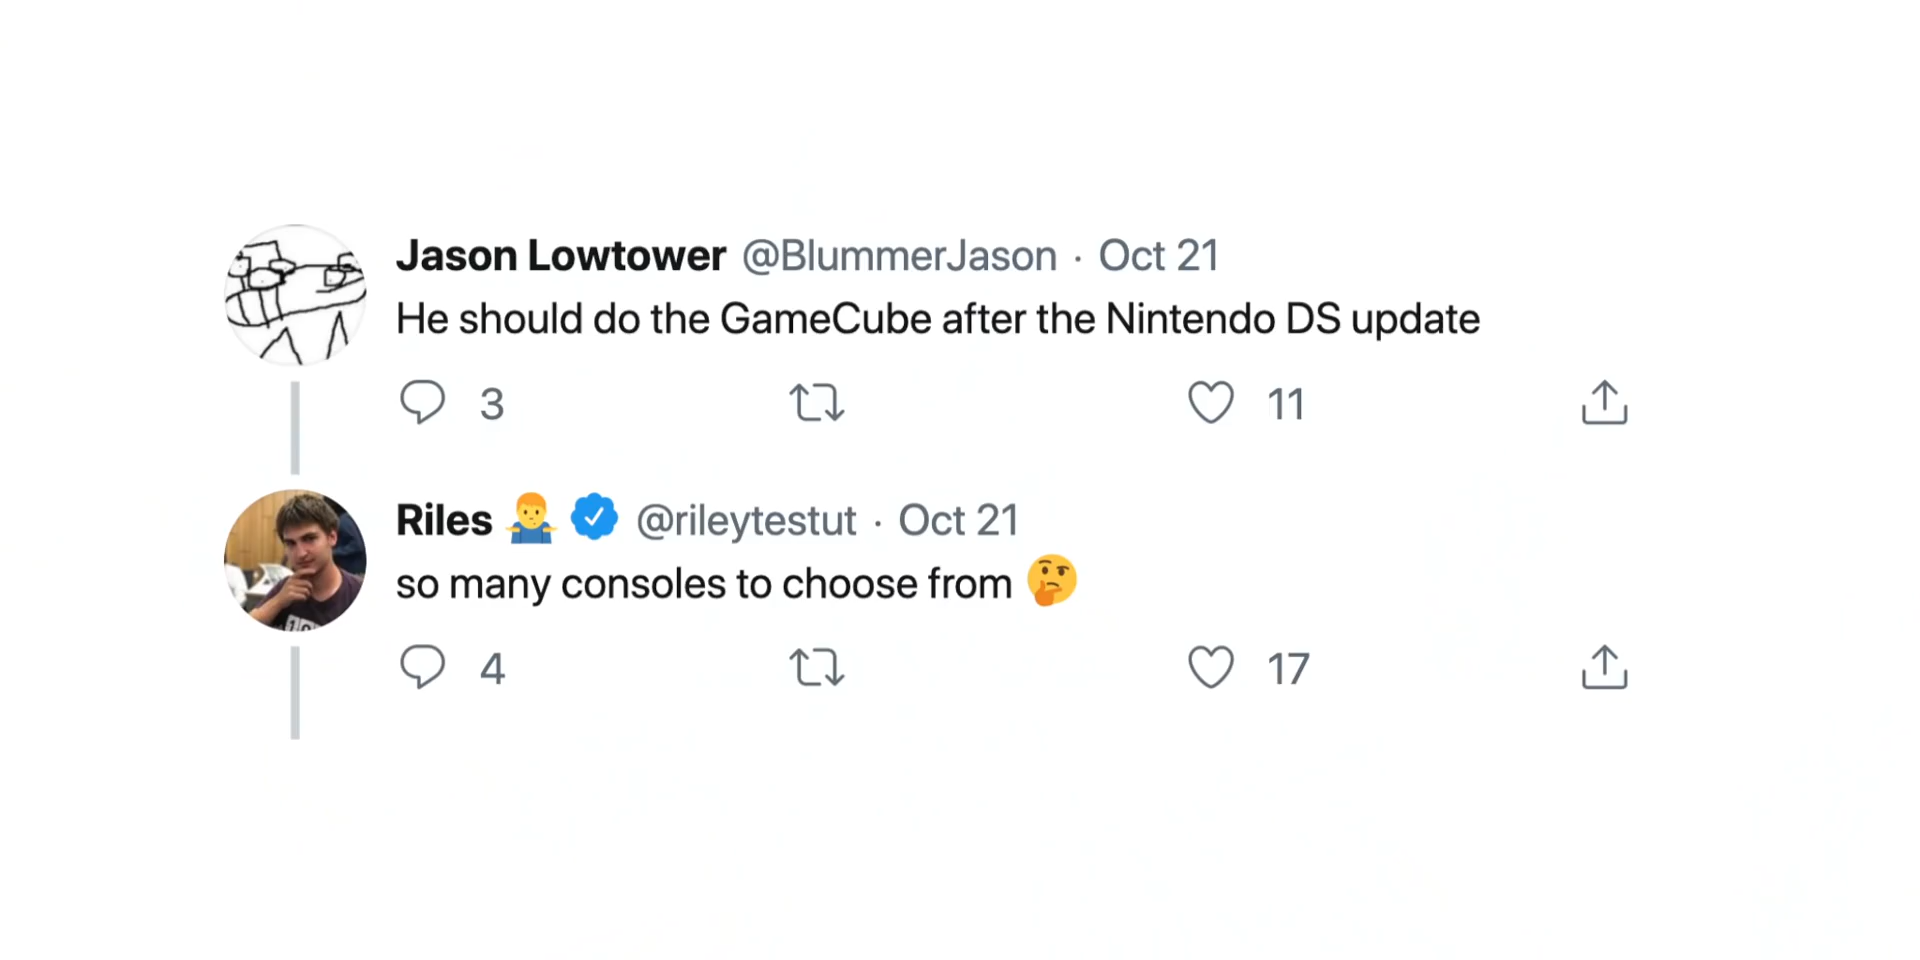 Jason Lowtower @BlummerJason · Oct 21
He should do the GameCube after the Nintendo DS update
3 11
Riles 🤷‍♂️ @rileytestut · Oct 21
so many consoles to choose from 🤔
4 17